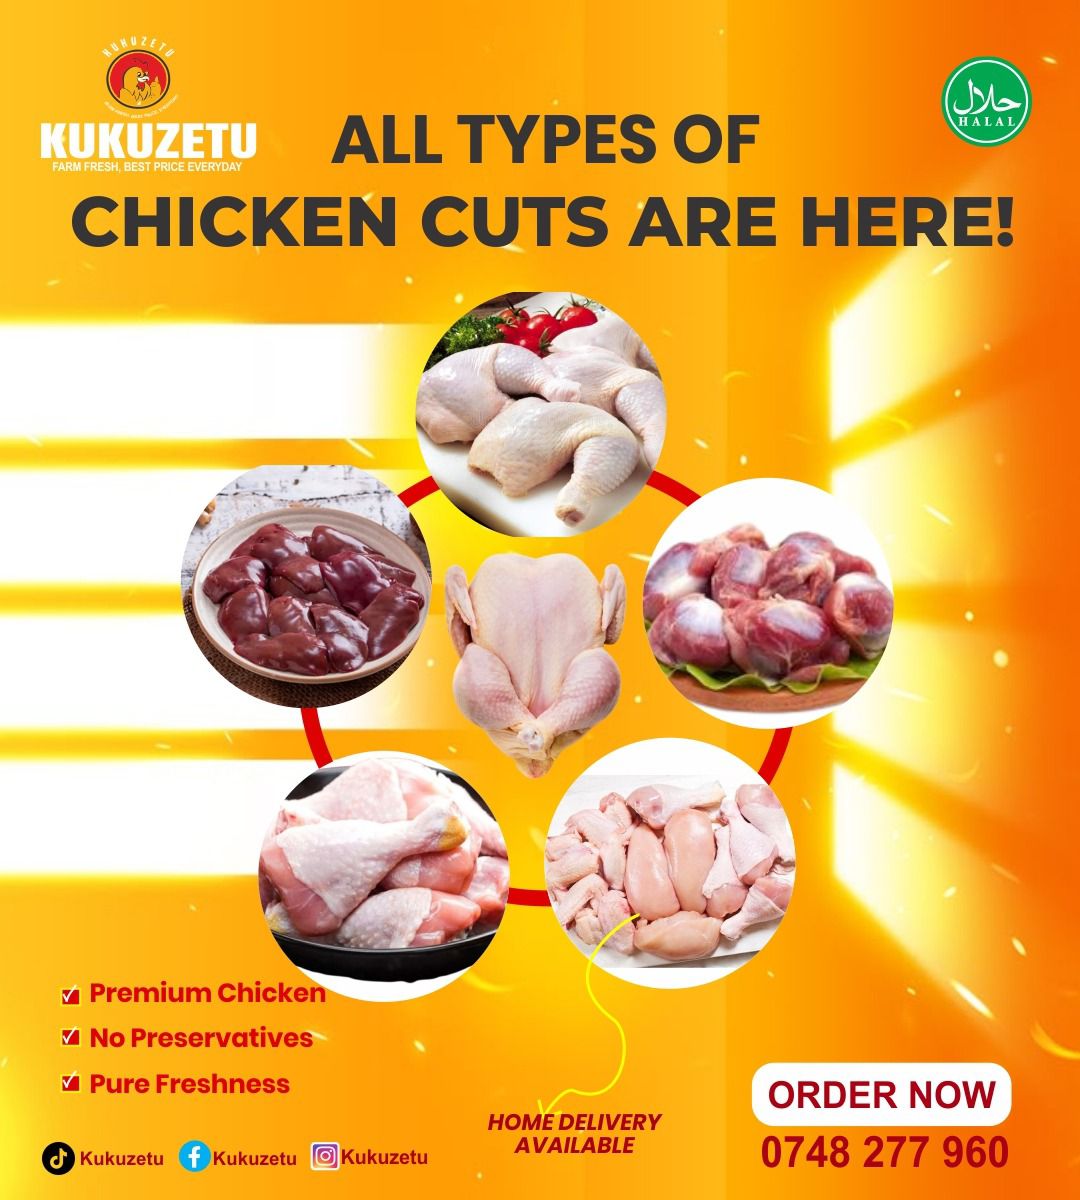 KUKUZETU
KUKUZETU
FARM FRESH, BEST PRICE EVERYDAY
حلال
HALAL
ALL TYPES OF
CHICKEN CUTS ARE HERE!
Premium Chicken
No Preservatives
Pure Freshness
HOME DELIVERY
AVAILABLE
ORDER NOW
0748 277 960
Kukuzetu
Kukuzetu
Kukuzetu